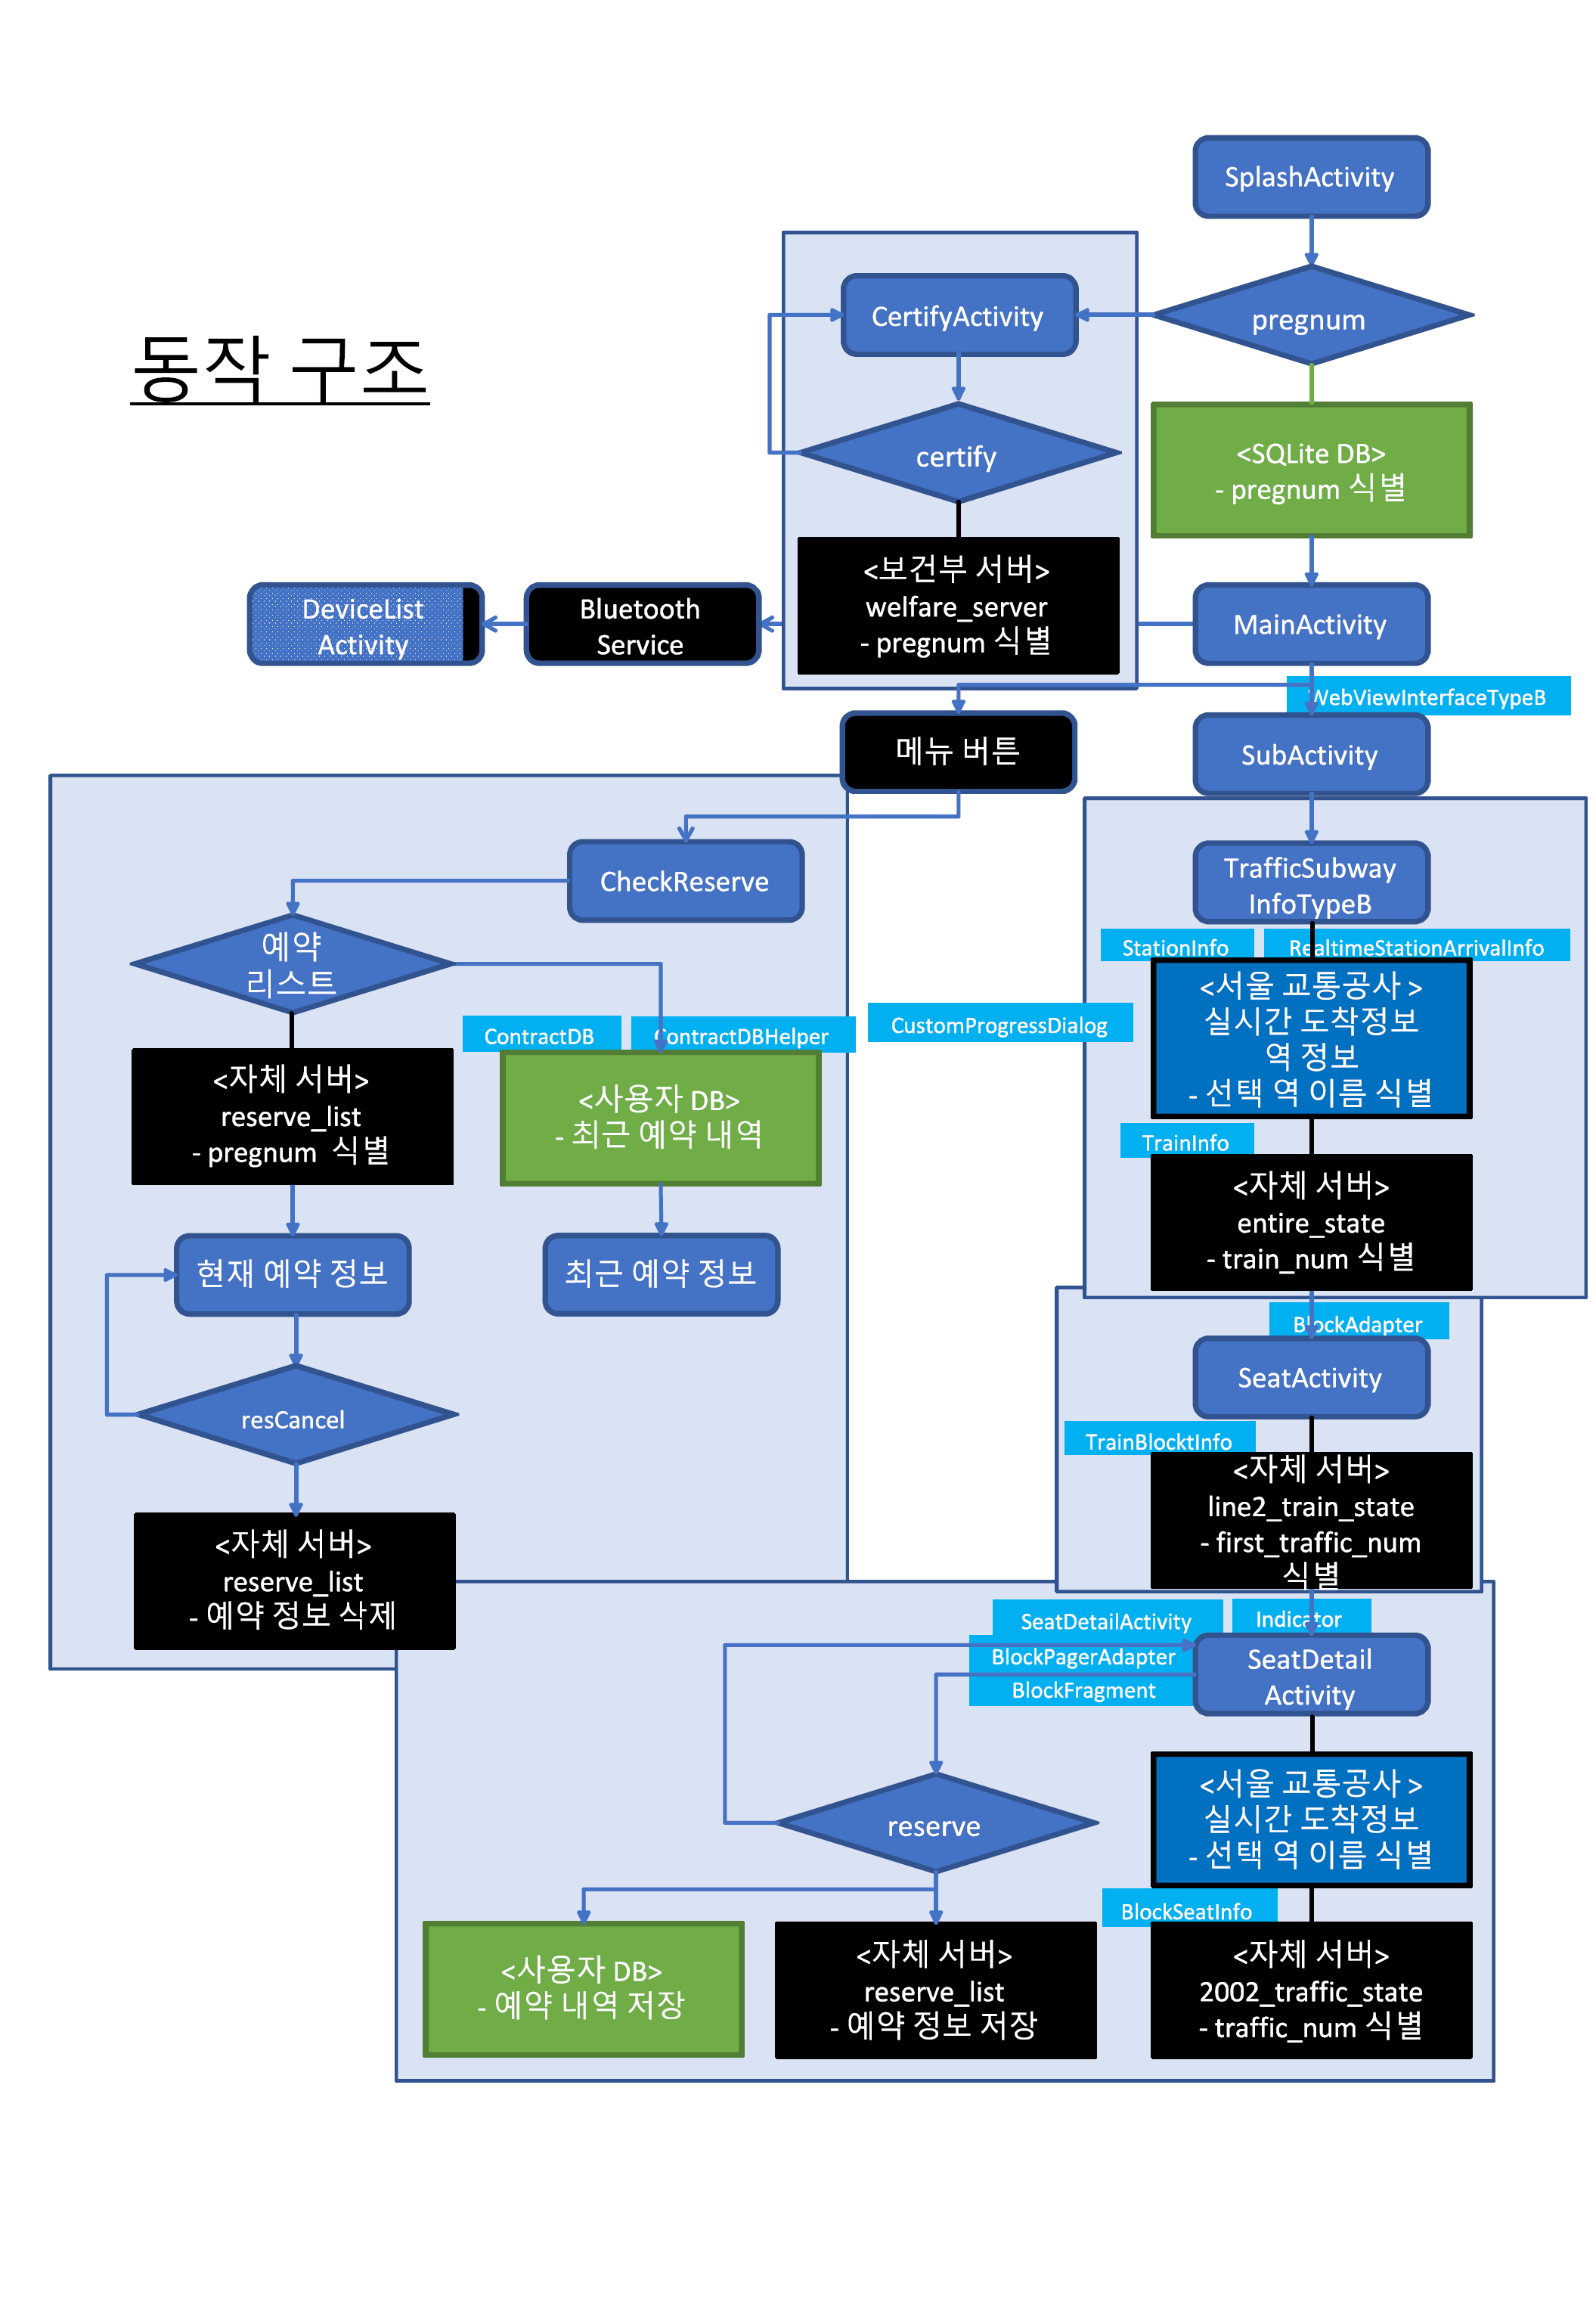 SplashActivity
pregnum
CertifyActivity
동작 구조
certify
<SQLite DB>
- pregnum 식별
<보건부 서버>
welfare_server
- pregnum 식별
DeviceList
Activity
Bluetooth
Service
MainActivity
WebViewInterfaceTypeB
메뉴 버튼
SubActivity
CheckReserve
TrafficSubway
InfoTypeB
예약
리스트
StationInfo
RealtimeStationArrivalInfo
<서울 교통공사 >
실시간 도착정보
역 정보
- 선택 역 이름 식별
ContractDB
ContractDBHelper
CustomProgressDialog
<자체 서버>
reserve_list
- pregnum 식별
<사용자 DB>
- 최근 예약 내역
TrainInfo
<자체 서버>
entire_state
- train_num 식별
현재 예약 정보
최근 예약 정보
BlockAdapter
SeatActivity
resCancel
TrainBlocktInfo
<자체 서버>
line2_train_state
- first_traffic_num
식별
<자체 서버>
reserve_list
- 예약 정보 삭제
SeatDetailActivity
Indicator
BlockPagerAdapter
BlockFragment
SeatDetail
Activity
reserve
<서울 교통공사 >
실시간 도착정보
- 선택 역 이름 식별
BlockSeatInfo
<사용자 DB>
- 예약 내역 저장
<자체 서버>
reserve_list
- 예약 정보 저장
<자체 서버>
2002_traffic_state
- traffic_num 식별